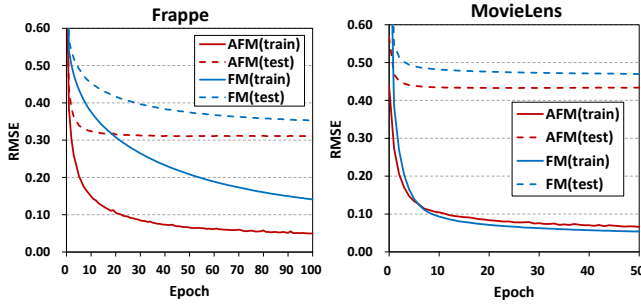 Frappe
0.60
0.50
0.40
0.30
0.20
0.10
0.00
RMSE
AFM(train)
AFM(test)
FM(train)
FM(test)
0 10 20 30 40 50 60 70 80 90 100
Epoch
MovieLens
0.60
0.50
0.40
0.30
0.20
0.10
0.00
RMSE
AFM(train)
AFM(test)
FM(train)
FM(test)
0 10 20 30 40 50
Epoch